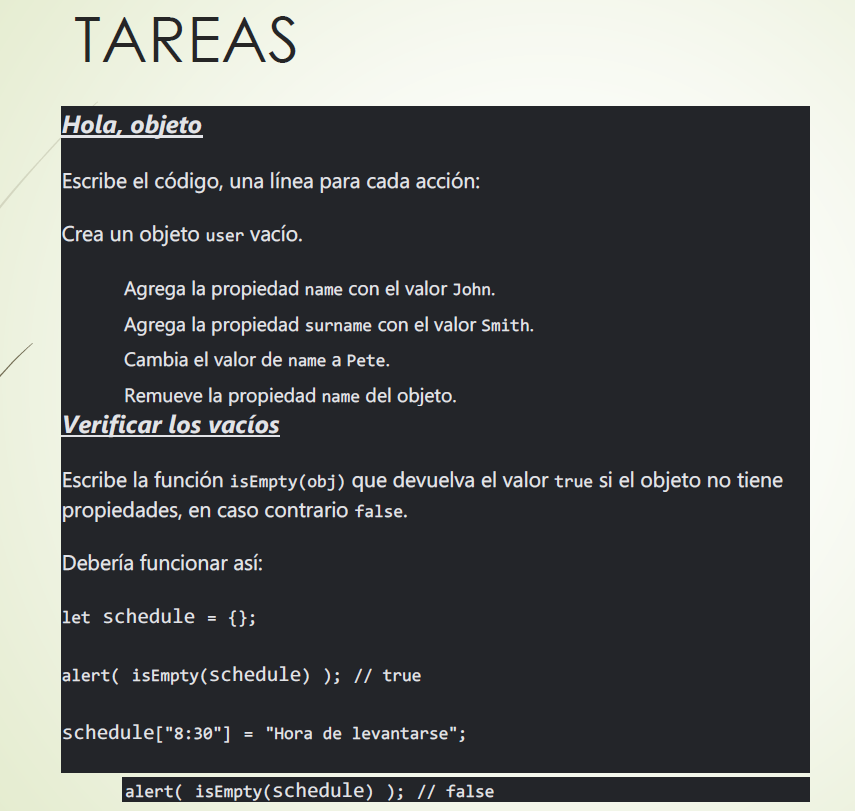 TAREAS
Hola, objeto
Escribe el código, una línea para cada acción:
Crea un objeto user vacío.
Agrega la propiedad name con el valor John.
Agrega la propiedad surname con el valor Smith.
Cambia el valor de name a Pete.
Remueve la propiedad name del objeto.
Verificar los vacíos
Escribe la función isEmpty(obj) que devuelva el valor true si el objeto no tiene
propiedades, en caso contrario false.
Debería funcionar así:
let schedule = {};
alert( isEmpty(schedule) ); // true
schedule["8:30"] = "Hora de levantarse";
alert( isEmpty(schedule) ); // false